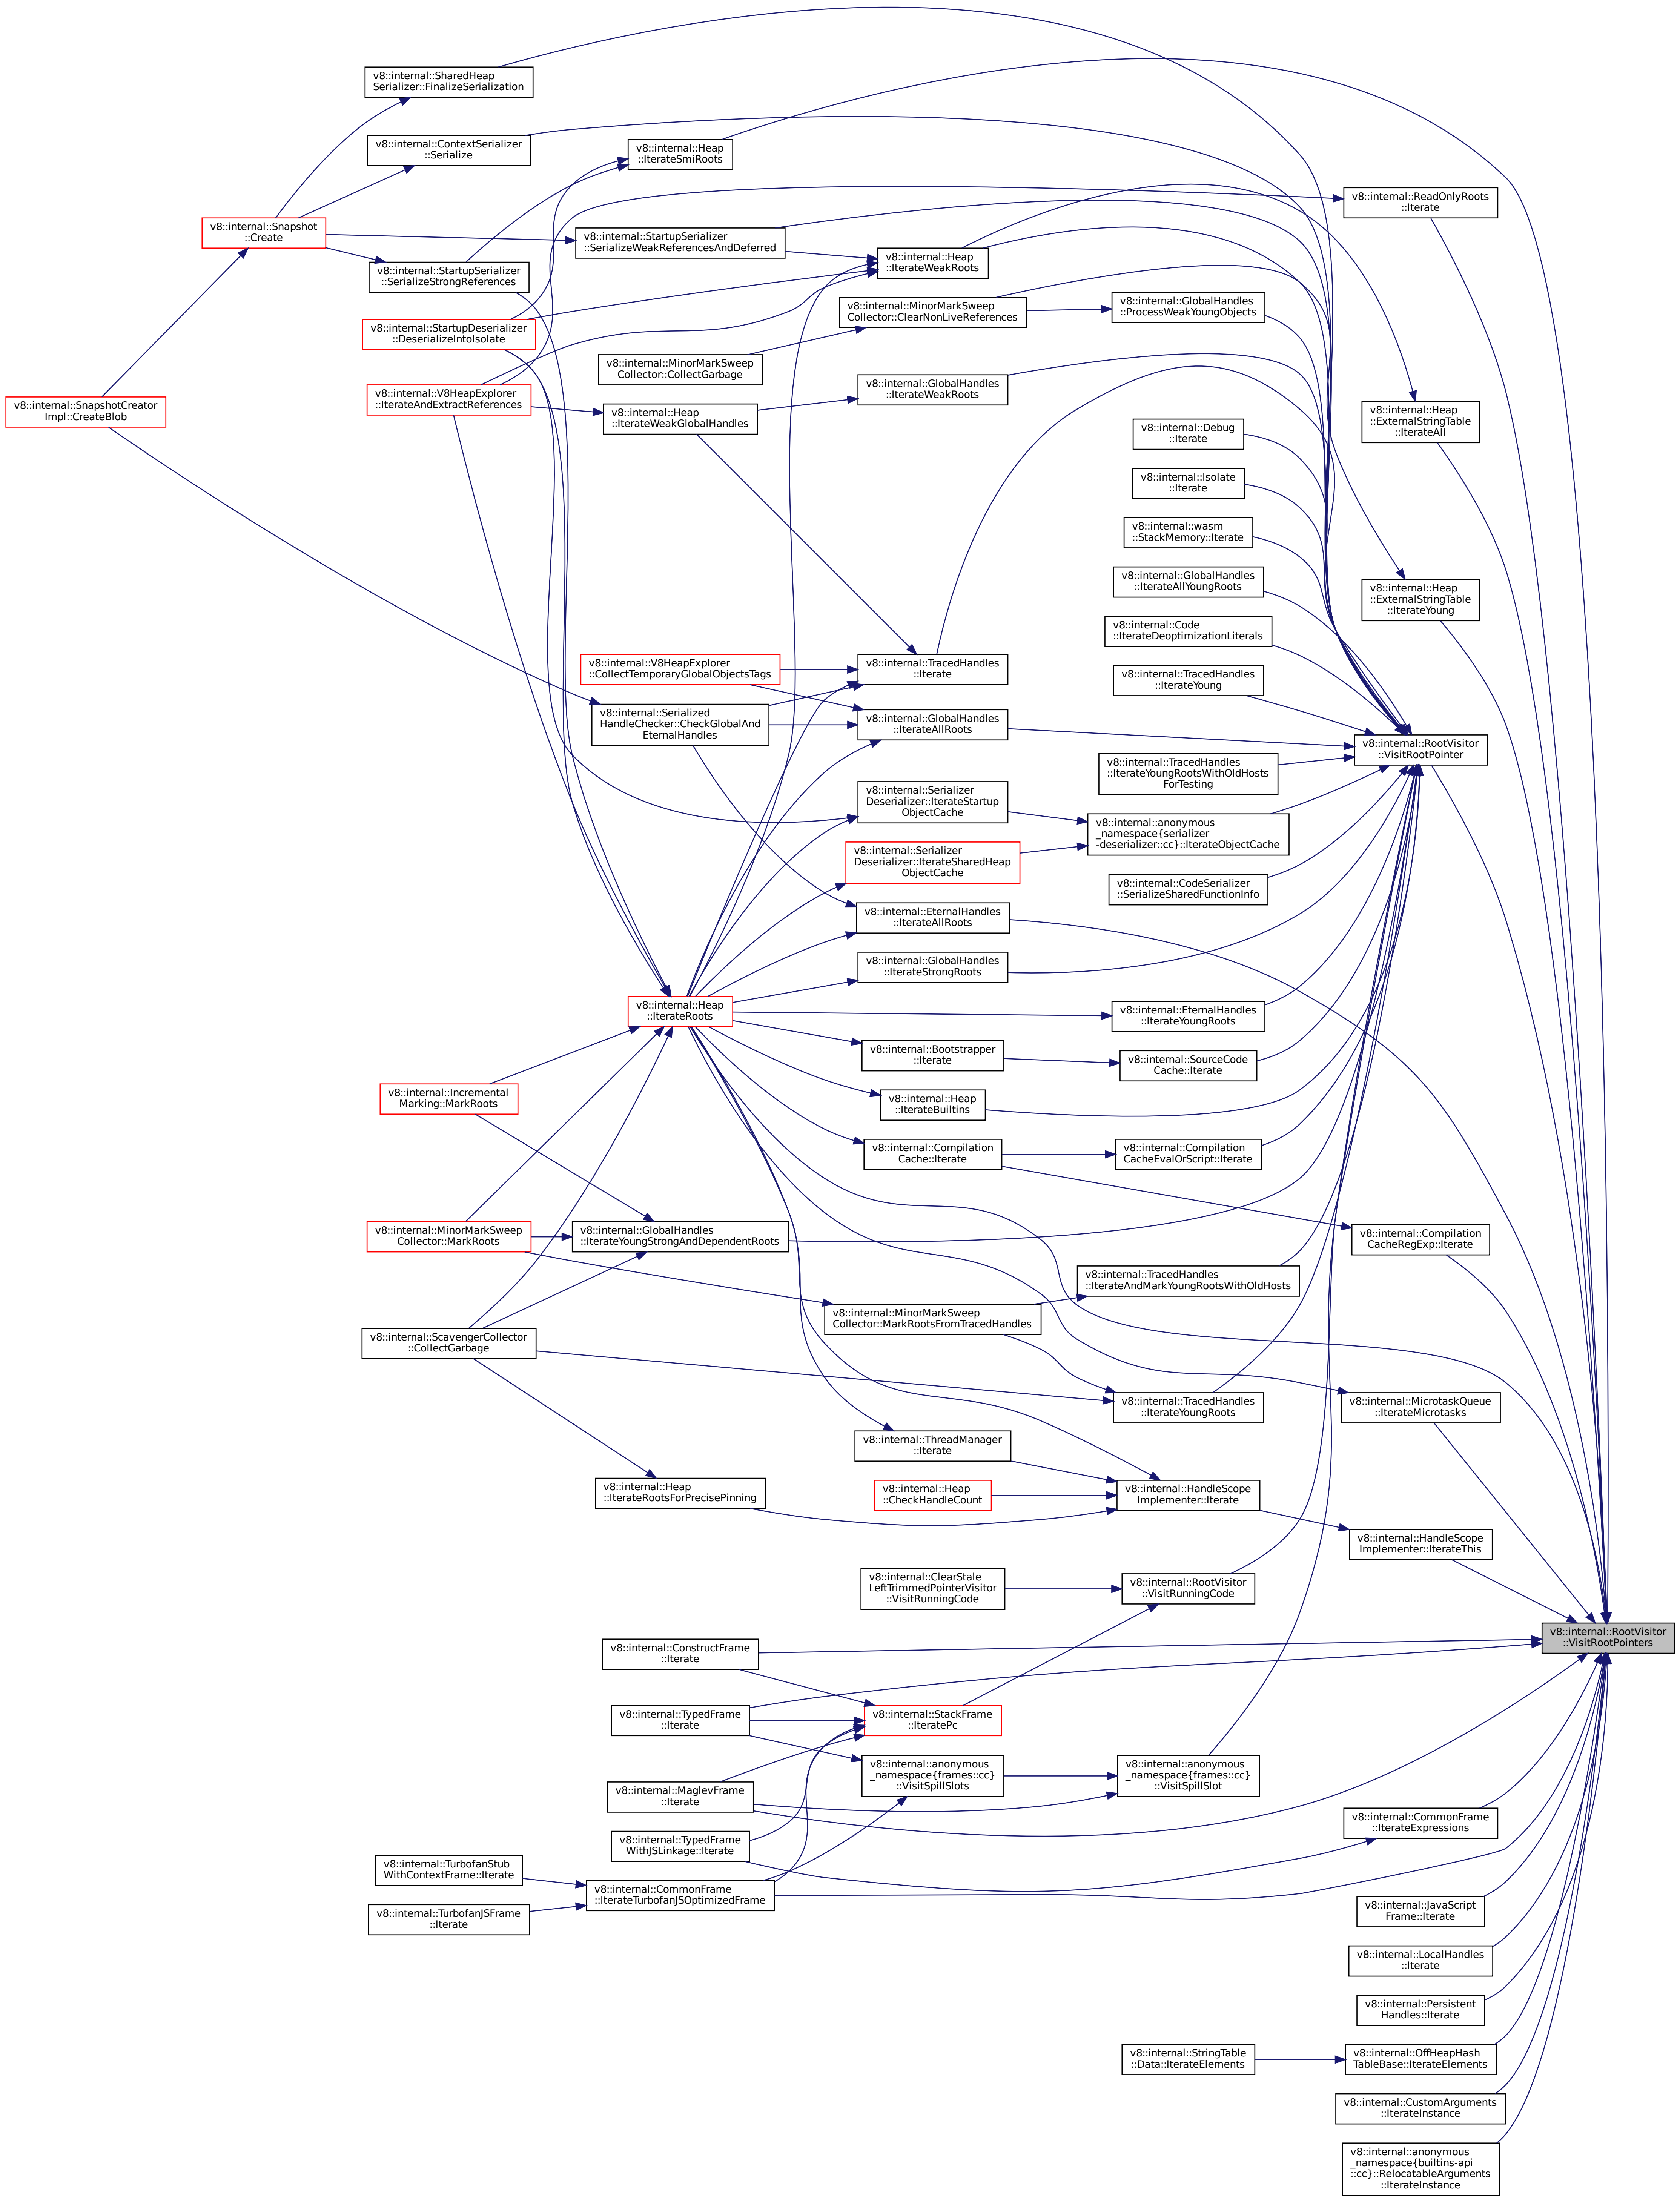 v8::internal::SharedHeap
Serializer::FinalizeSerialization
v8::internal::ContextSerializer
::Serialize
v8::internal::Heap
::IterateSmiRoots
v8::internal::ReadOnlyRoots
::Iterate
v8::internal::Snapshot
::Create
v8::internal::StartupSerializer
::SerializeWeakReferencesAndDeferred
v8::internal::Heap
::IterateWeakRoots
v8::internal::StartupSerializer
::SerializeStrongReferences
v8::internal::MinorMarkSweep
Collector::ClearNonLiveReferences
v8::internal::GlobalHandles
::ProcessWeakYoungObjects
v8::internal::StartupDeserializer
::DeserializeIntoIsolate
v8::internal::MinorMarkSweep
Collector::CollectGarbage
v8::internal::GlobalHandles
::IterateWeakRoots
v8::internal::V8HeapExplorer
::IterateAndExtractReferences
v8::internal::SnapshotCreator
Impl::CreateBlob
v8::internal::Heap
::IterateWeakGlobalHandles
v8::internal::Heap
::ExternalStringTable
::IterateAll
v8::internal::Debug
::Iterate
v8::internal::Isolate
::Iterate
v8::internal::wasm
::StackMemory::Iterate
v8::internal::GlobalHandles
::IterateAllYoungRoots
v8::internal::Heap
::ExternalStringTable
::IterateYoung
v8::internal::Code
::IterateDeoptimizationLiterals
v8::internal::V8HeapExplorer
::CollectTemporaryGlobalObjectsTags
v8::internal::TracedHandles
::Iterate
v8::internal::TracedHandles
::IterateYoung
v8::internal::Serialized
HandleChecker::CheckGlobalAnd
EternalHandles
v8::internal::GlobalHandles
::IterateAllRoots
v8::internal::RootVisitor
::VisitRootPointer
v8::internal::TracedHandles
::IterateYoungRootsWithOldHosts
ForTesting
v8::internal::Serializer
Deserializer::IterateStartup
ObjectCache
v8::internal::anonymous
_namespace{serializer
-deserializer::cc}::IterateObjectCache
v8::internal::Serializer
Deserializer::IterateSharedHeap
ObjectCache
v8::internal::CodeSerializer
::SerializeSharedFunctionInfo
v8::internal::EternalHandles
::IterateAllRoots
v8::internal::GlobalHandles
::IterateStrongRoots
v8::internal::Heap
::IterateRoots
v8::internal::EternalHandles
::IterateYoungRoots
v8::internal::Bootstrapper
::Iterate
v8::internal::SourceCode
Cache::Iterate
v8::internal::Incremental
Marking::MarkRoots
v8::internal::Heap
::IterateBuiltins
v8::internal::Compilation
Cache::Iterate
v8::internal::Compilation
CacheEvalOrScript::Iterate
v8::internal::MinorMarkSweep
Collector::MarkRoots
v8::internal::GlobalHandles
::IterateYoungStrongAndDependentRoots
v8::internal::Compilation
CacheRegExp::Iterate
v8::internal::TracedHandles
::IterateAndMarkYoungRootsWithOldHosts
v8::internal::MinorMarkSweep
Collector::MarkRootsFromTracedHandles
v8::internal::ScavengerCollector
::CollectGarbage
v8::internal::TracedHandles
::IterateYoungRoots
v8::internal::MicrotaskQueue
::IterateMicrotasks
v8::internal::ThreadManager
::Iterate
v8::internal::Heap
::IterateRootsForPrecisePinning
v8::internal::Heap
::CheckHandleCount
v8::internal::HandleScope
Implementer::Iterate
v8::internal::HandleScope
Implementer::IterateThis
v8::internal::ClearStale
LeftTrimmedPointerVisitor
::VisitRunningCode
v8::internal::RootVisitor
::VisitRunningCode
v8::internal::RootVisitor
::VisitRootPointers
v8::internal::ConstructFrame
::Iterate
v8::internal::TypedFrame
::Iterate
v8::internal::StackFrame
::IteratePc
v8::internal::MaglevFrame
::Iterate
v8::internal::anonymous
_namespace{frames::cc}
::VisitSpillSlots
v8::internal::anonymous
_namespace{frames::cc}
::VisitSpillSlot
v8::internal::CommonFrame
::IterateExpressions
v8::internal::TypedFrame
WithJSLinkage::Iterate
v8::internal::TurbofanStub
WithContextFrame::Iterate
v8::internal::CommonFrame
::IterateTurbofanJSOptimizedFrame
v8::internal::TurbofanJSFrame
::Iterate
v8::internal::JavaScript
Frame::Iterate
v8::internal::LocalHandles
::Iterate
v8::internal::Persistent
Handles::Iterate
v8::internal::StringTable
::Data::IterateElements
v8::internal::OffHeapHash
TableBase::IterateElements
v8::internal::CustomArguments
::IterateInstance
v8::internal::anonymous
_namespace{builtins-api
::cc}::RelocatableArguments
::IterateInstance